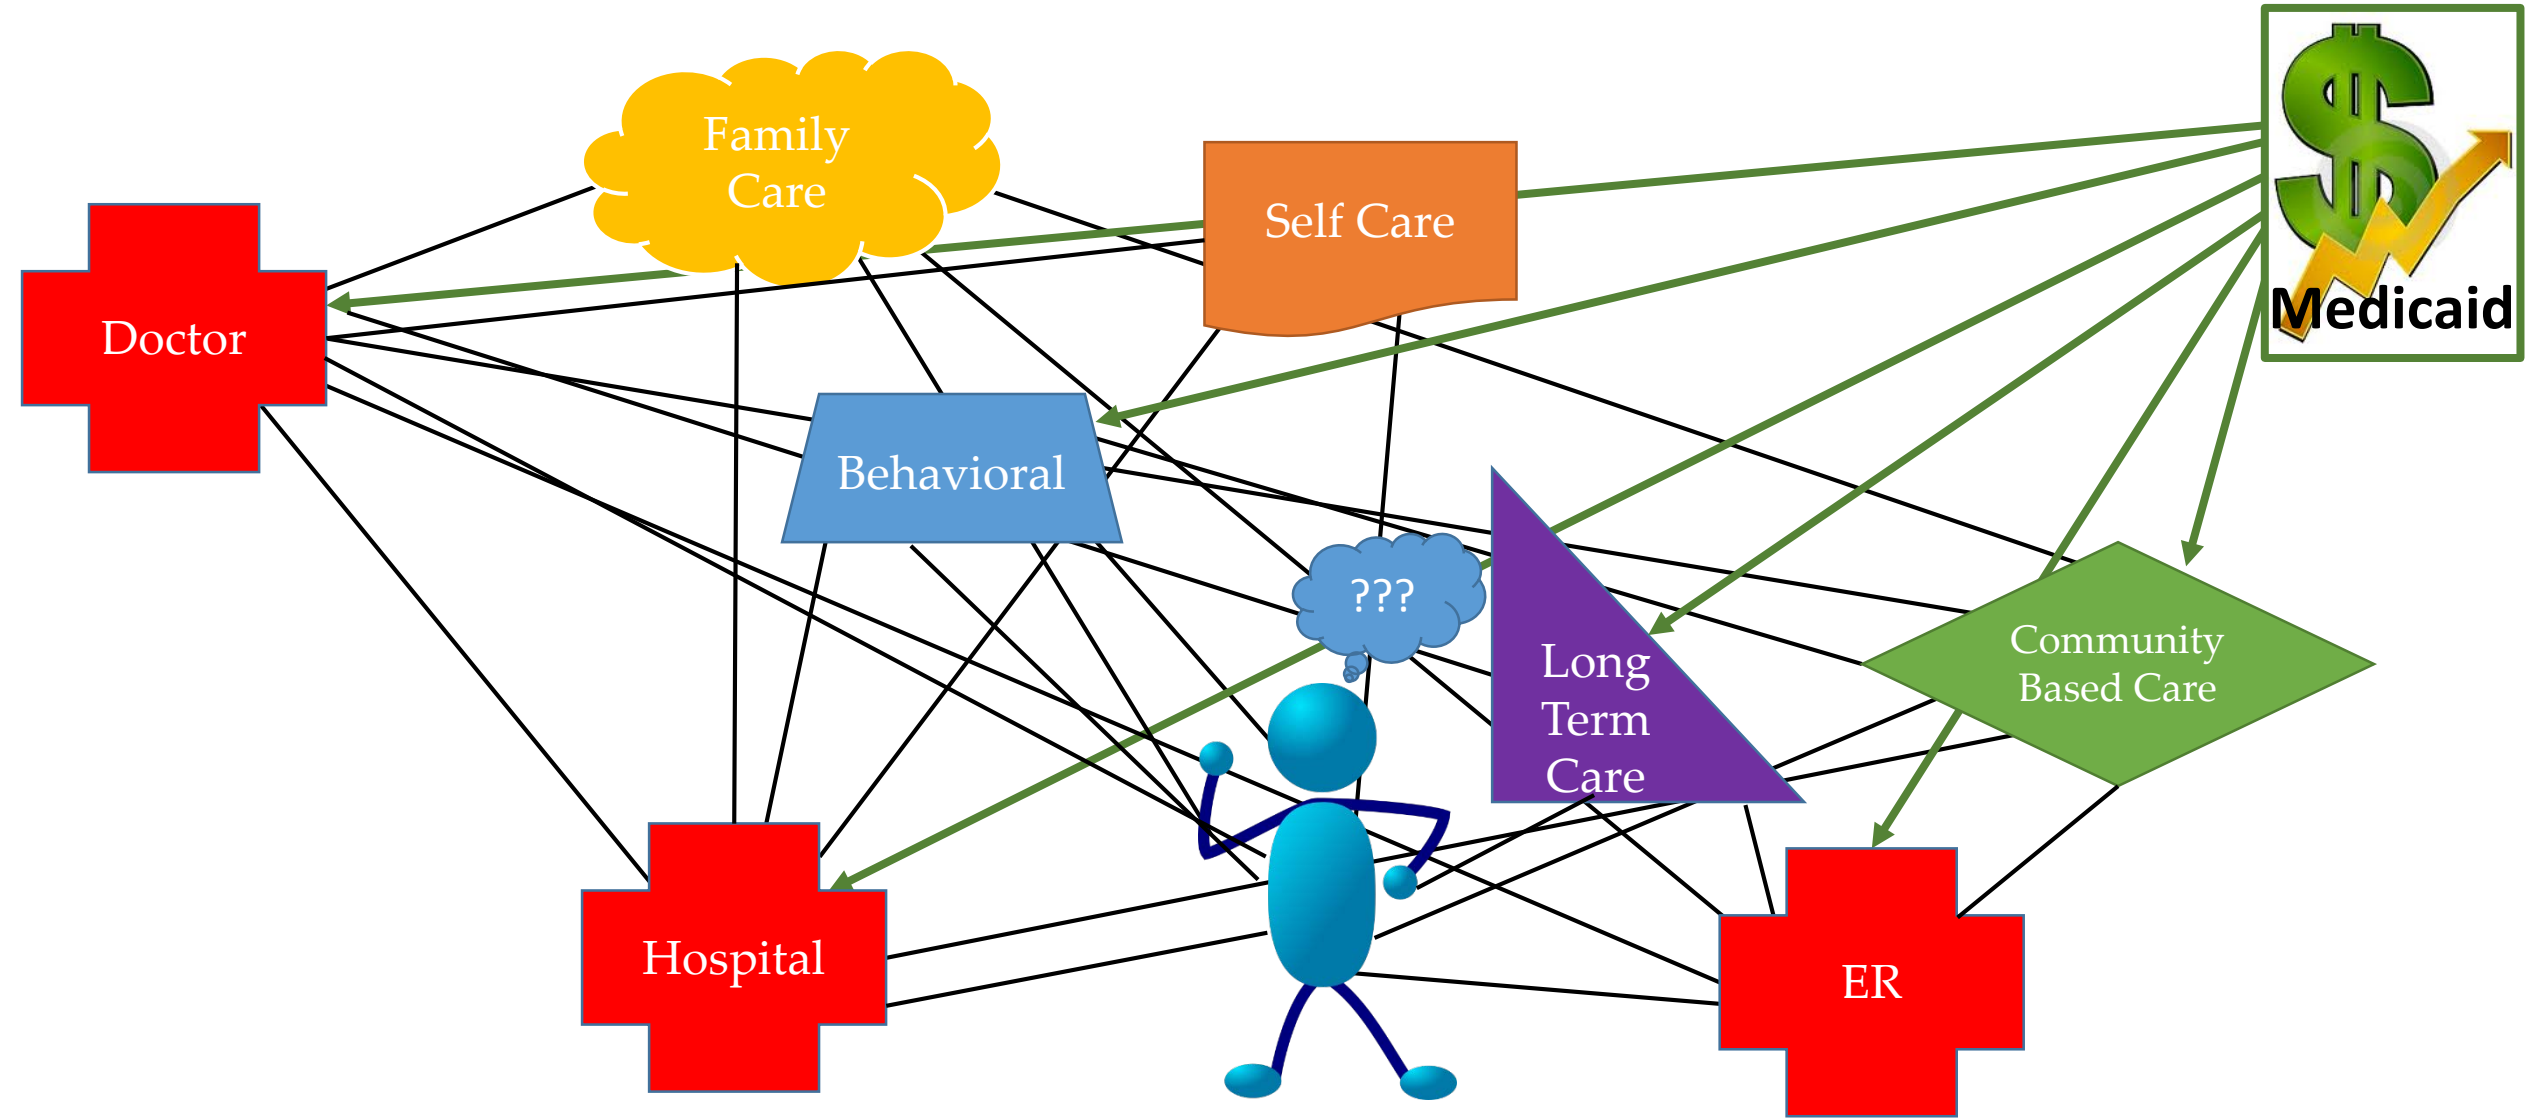 Family
Care
Self Care
Medicaid
Doctor
Behavioral
???
Long
Term
Care
Community
Based Care
Hospital
ER